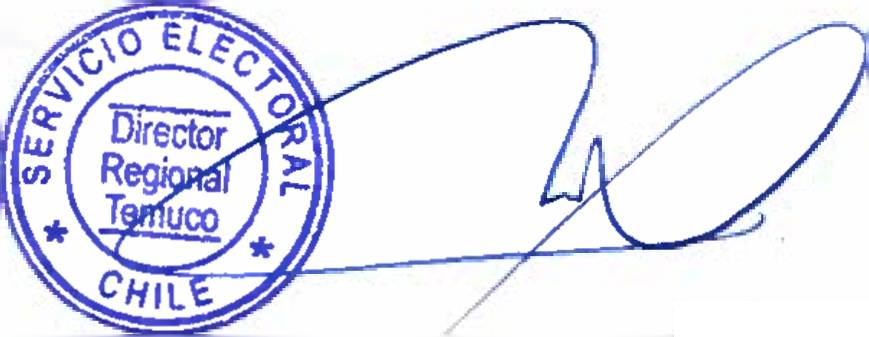 SERVICIO ELECTORAL
Director
Regional
Temuco
* CHILE *